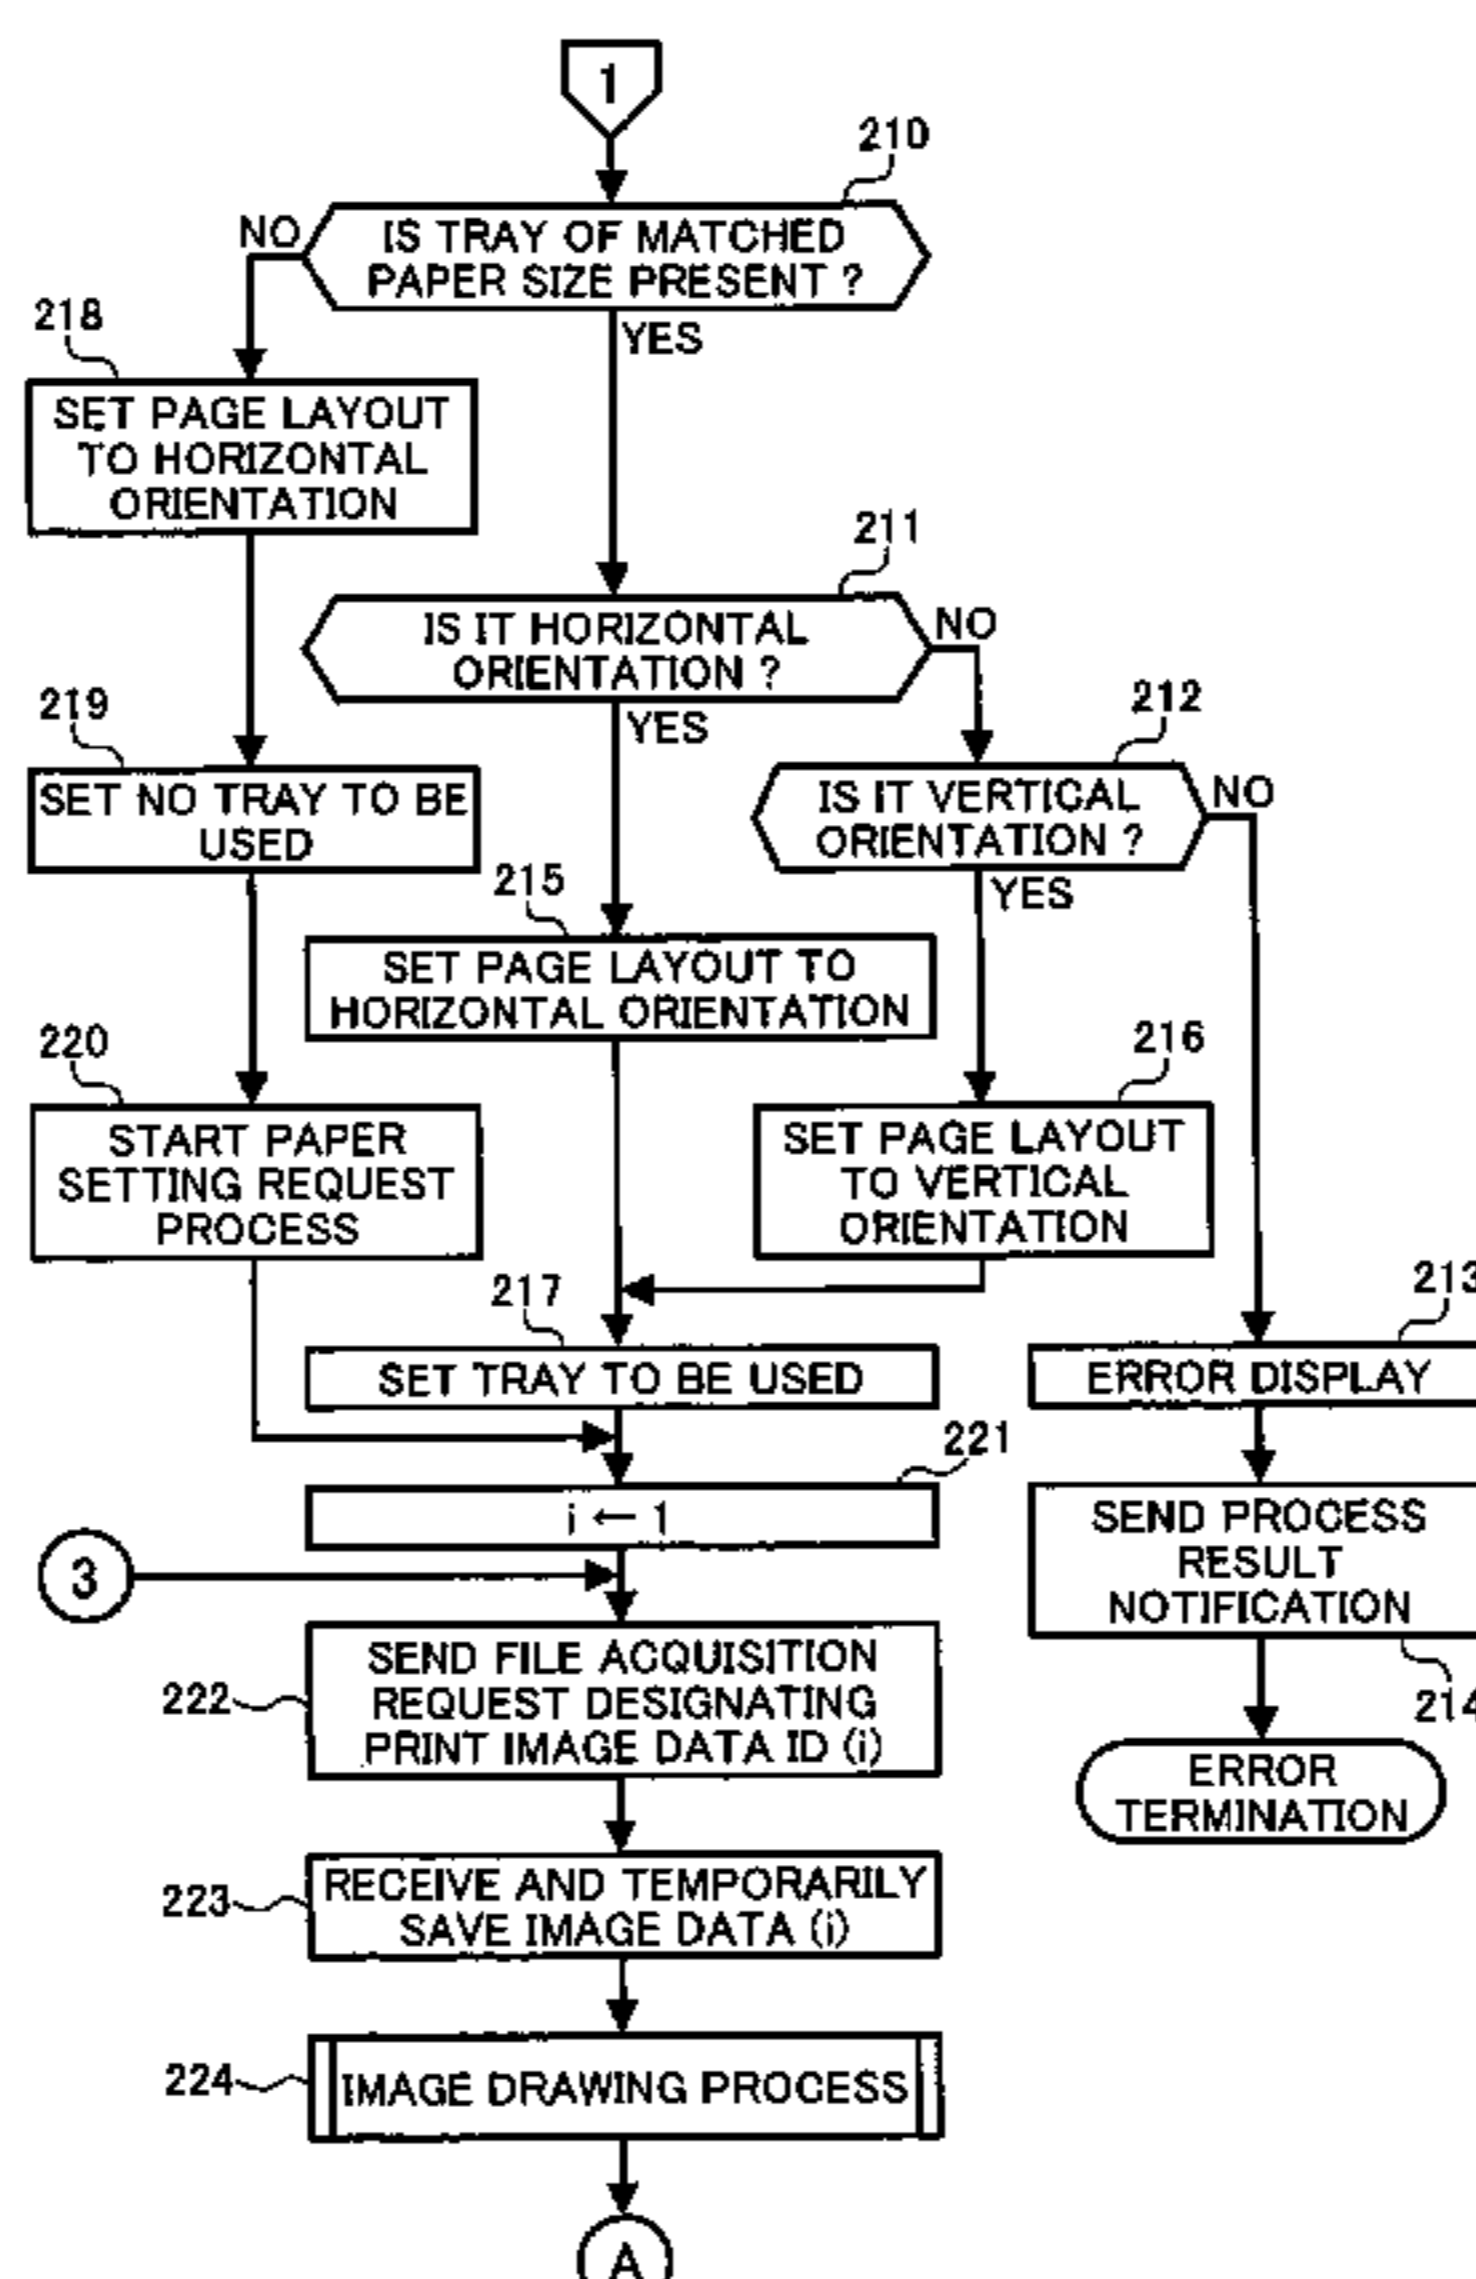 1
210
IS TRAY OF MATCHED
PAPER SIZE PRESENT ?
NO
YES
218
SET PAGE LAYOUT
TO HORIZONTAL
ORIENTATION
211
IS IT HORIZONTAL
ORIENTATION ?
NO
YES
219
SET NO TRAY TO BE
USED
212
IS IT VERTICAL
ORIENTATION ?
NO
YES
215
SET PAGE LAYOUT TO
HORIZONTAL ORIENTATION
220
START PAPER
SETTING REQUEST
PROCESS
216
SET PAGE LAYOUT
TO VERTICAL
ORIENTATION
217
SET TRAY TO BE USED
213
ERROR DISPLAY
221
i ← 1
SEND PROCESS
RESULT
NOTIFICATION
214
3
222
SEND FILE ACQUISITION
REQUEST DESIGNATING
PRINT IMAGE DATA ID (i)
ERROR
TERMINATION
223
RECEIVE AND TEMPORARILY
SAVE IMAGE DATA (i)
224
IMAGE DRAWING PROCESS
A